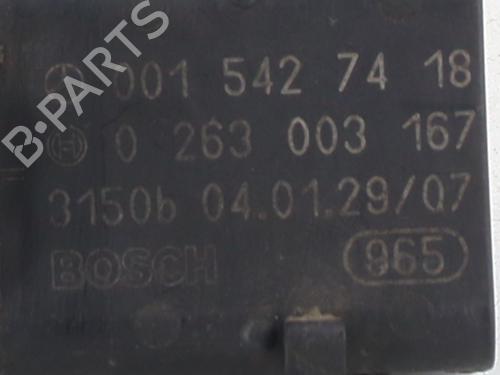 B-PARTS
001 542 74 18
0 263 003 167
3150b 04.01.29/07
BOSCH 965